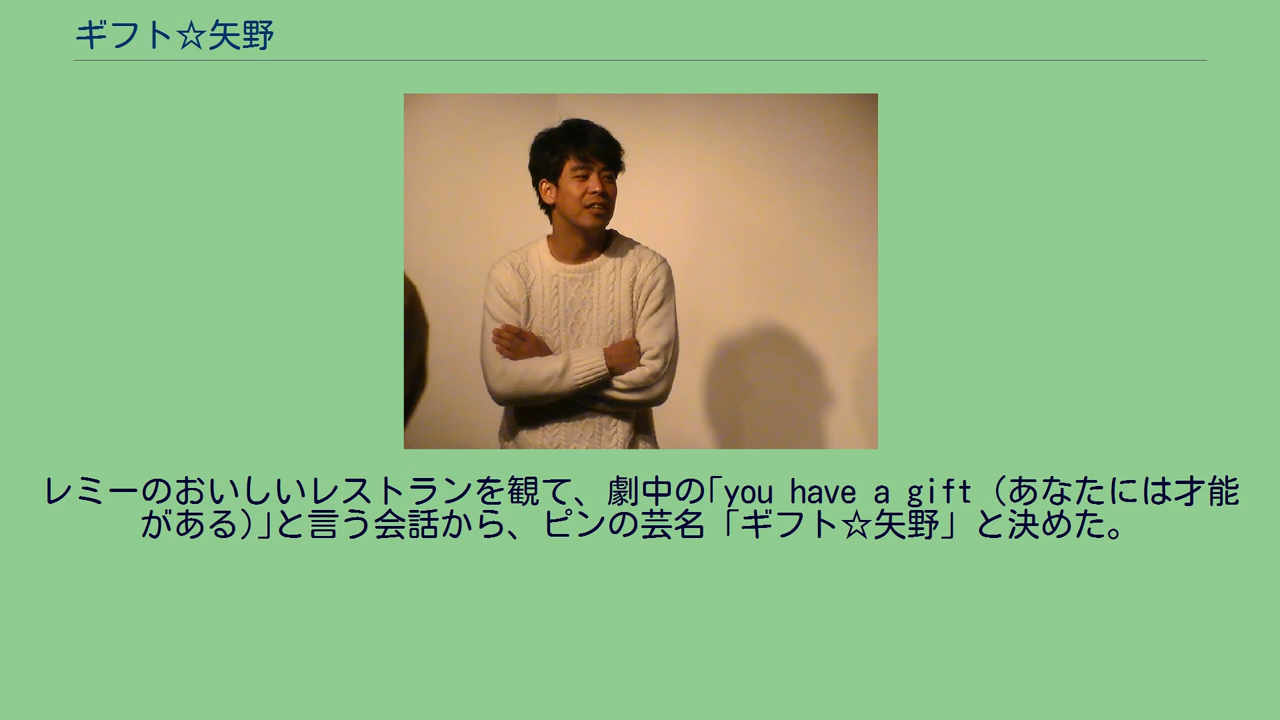 ギフト☆矢野
レミーのおいしいレストランを観て、劇中の｢you have a gift (あなたには才能
がある)｣と言う会話から、ピンの芸名「ギフト☆矢野」と決めた。